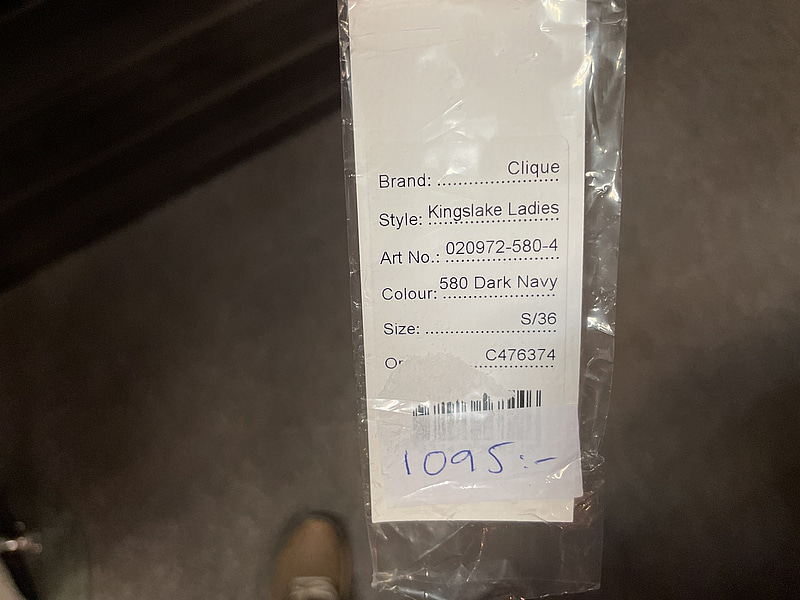 Brand: ........................ Clique
Style: Kingslake Ladies
Art No.: 020972-580-4
Colour: 580 Dark Navy
Size: ........................ S/36
C476374
1095:-